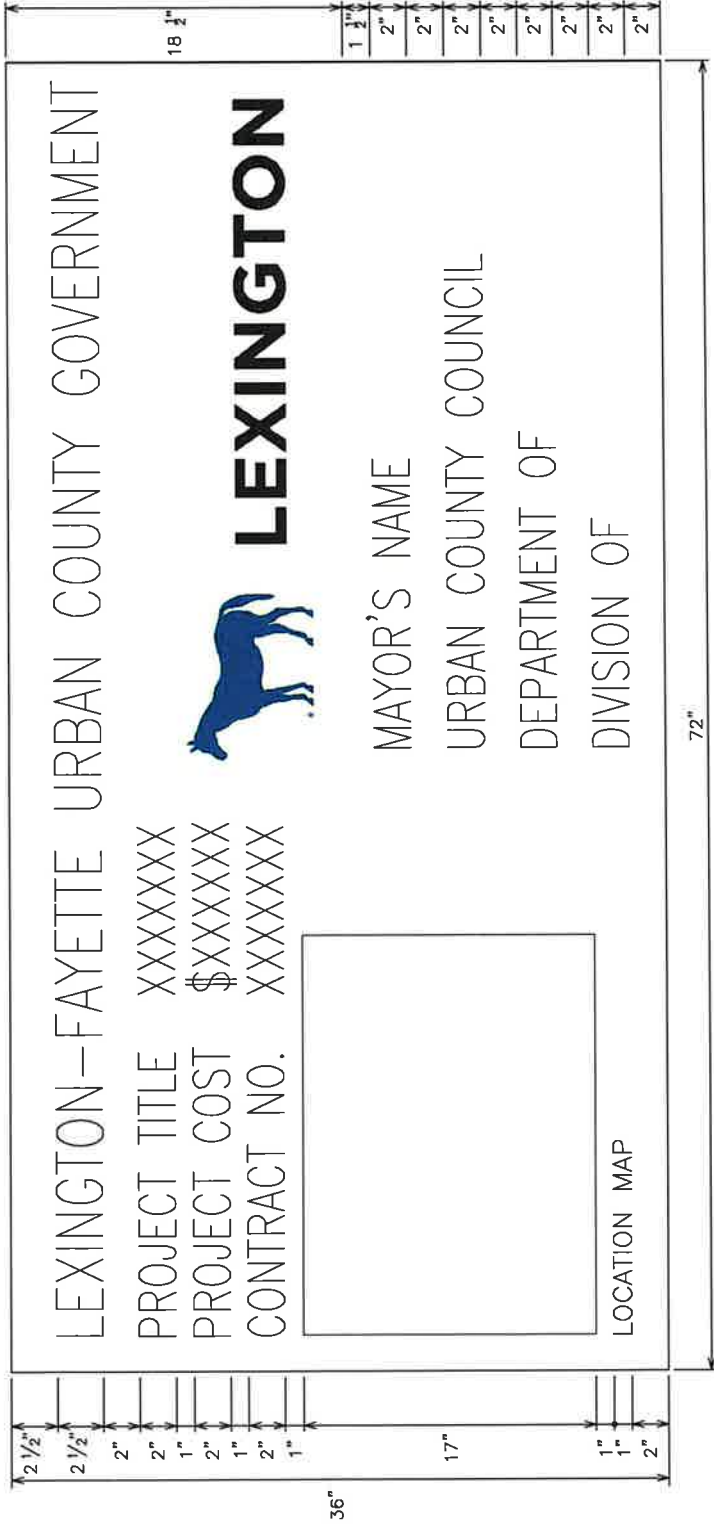 LEXINGTON-FAYETTE URBAN COUNTY GOVERNMENT
PROJECT TITLE XXXXXXX
PROJECT COST $XXXXXX
CONTRACT NO. XXXXXXX
LEXINGTON
MAYOR'S NAME
URBAN COUNTY COUNCIL
DEPARTMENT OF
DIVISION OF
LOCATION MAP
36"
2 ½"
2 ½"
2"
2"
1"
2"
1"
2"
1"
17"
1"
1"
2"
18 ½"
1 ½"
2"
2"
2"
2"
2"
2"
2"
2"
72"